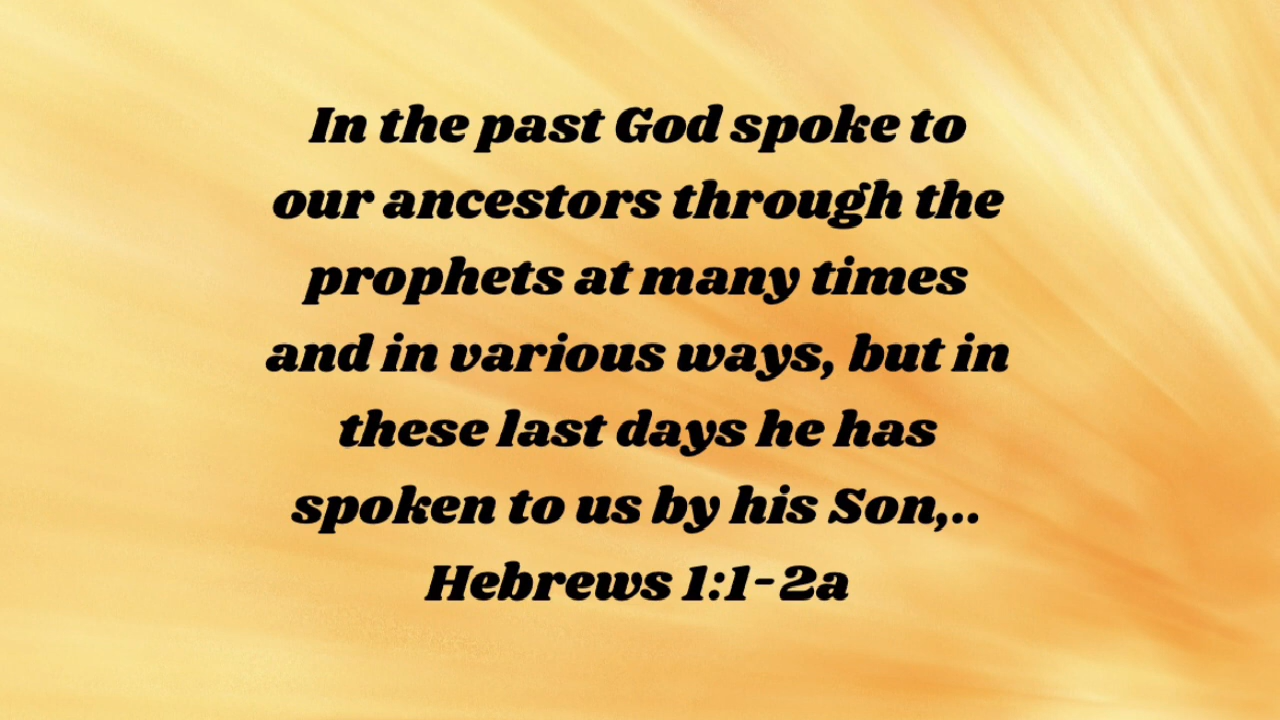 In the past God spoke to
our ancestors through the
prophets at many times
and in various ways, but in
these last days he has
spoken to us by his Son,..
Hebrews 1:1-2a